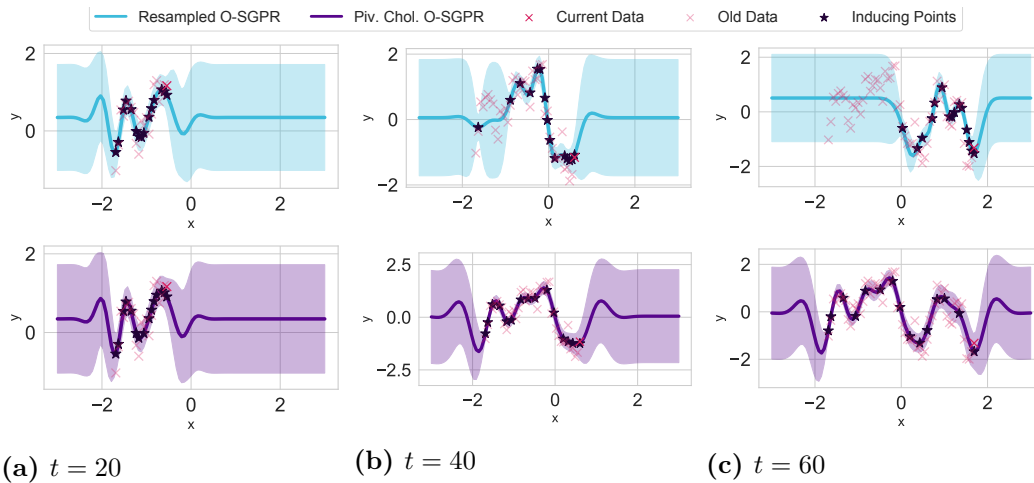 Resampled O-SGPR Piv. Chol. O-SGPR Current Data Old Data Inducing Points
2
y
0
−2 0 2
x
2
y
0
−2
−2 0 2
x
2
y
0
−2
−2 0 2
x
2
y
0
−2 0 2
x
2.5
y
0.0
−2.5
−2 0 2
x
2
y
0
−2
−2 0 2
x
(a) t = 20
(b) t = 40
(c) t = 60